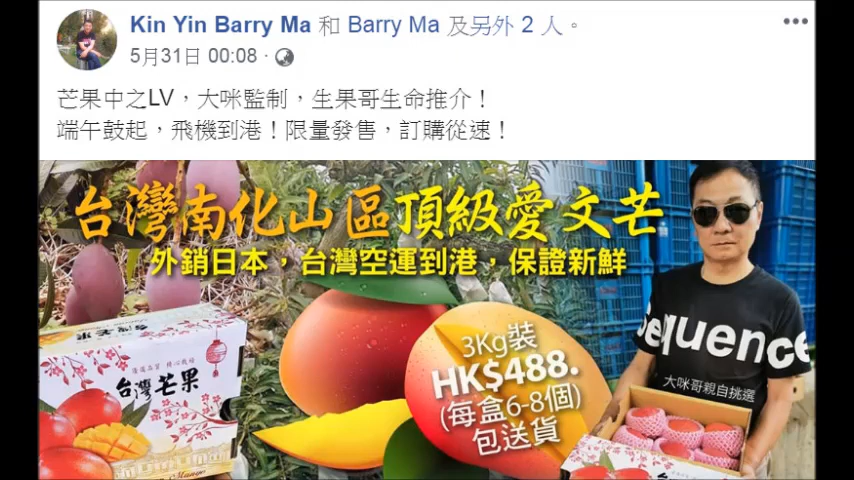 Kin Yin Barry Ma 和 Barry Ma 及另外 2 人。
5月31日 00:08 ·
芒果中之LV，大咪監制，生果哥生命推介！
端午鼓起，飛機到港！限量發售，訂購從速！
台灣南化山區頂級愛文芒
外銷日本，台灣空運到港，保證新鮮
3Kg裝
HK$488.
(每盒6-8個)
包送貨
Sequence
大咪哥親自挑選
台灣芒果